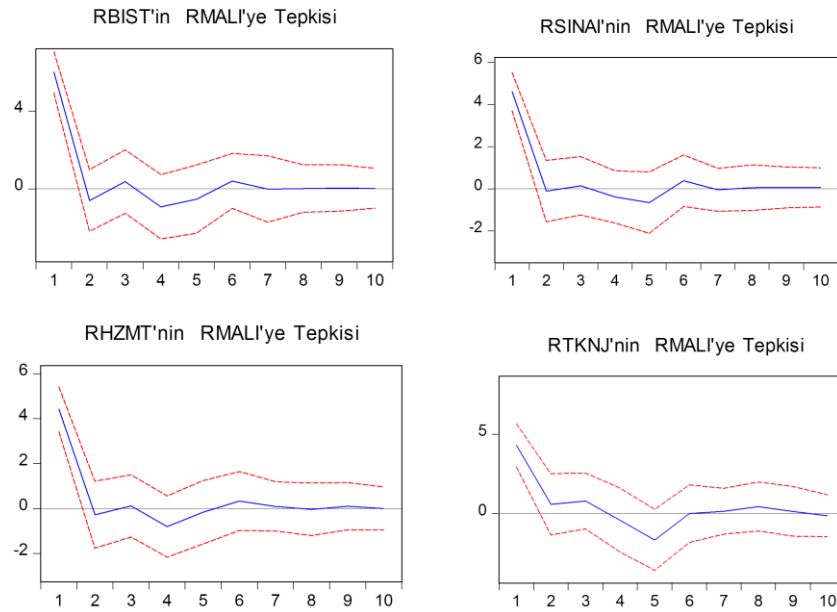 RBIST'in RMALI'ye Tepkisi
4
0
1 2 3 4 5 6 7 8 9 10
RSINAI'nin RMALI'ye Tepkisi
6
4
2
0
-2
1 2 3 4 5 6 7 8 9 10
RHZMT'nin RMALI'ye Tepkisi
6
4
2
0
-2
1 2 3 4 5 6 7 8 9 10
RTKNJ'nin RMALI'ye Tepkisi
5
0
1 2 3 4 5 6 7 8 9 10